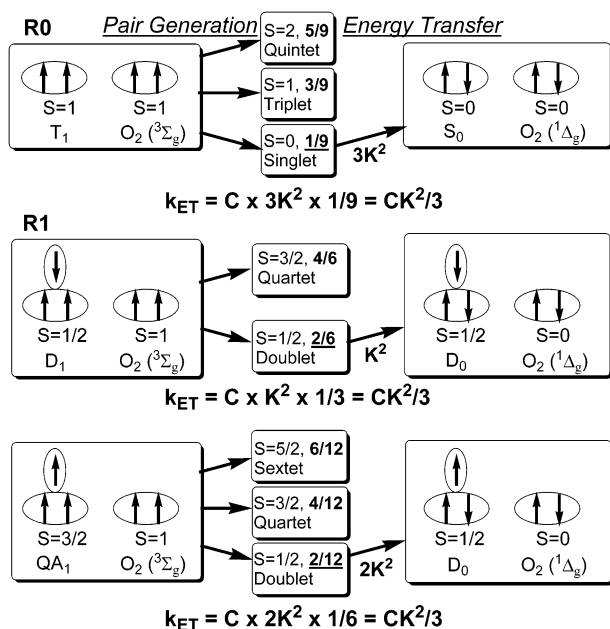 R0
Pair Generation Energy Transfer
S=1 S=1
T₁ O₂ (³Σg)
S=2, 5/9
Quintet
S=1, 3/9
Triplet
S=0, 1/9
Singlet
3K²
S=0 S=0
S₀ O₂ (¹Δg)
kET = C x 3K² x 1/9 = CK²/3
R1
S=1/2 S=1
D₁ O₂ (³Σg)
S=3/2, 4/6
Quartet
S=1/2, 2/6
Doublet
K²
S=1/2 S=0
D₀ O₂ (¹Δg)
kET = C x K² x 1/3 = CK²/3
S=3/2 S=1
QA₁ O₂ (³Σg)
S=5/2, 6/12
Sextet
S=3/2, 4/12
Quartet
S=1/2, 2/12
Doublet
2K²
S=1/2 S=0
D₀ O₂ (¹Δg)
kET = C x 2K² x 1/6 = CK²/3